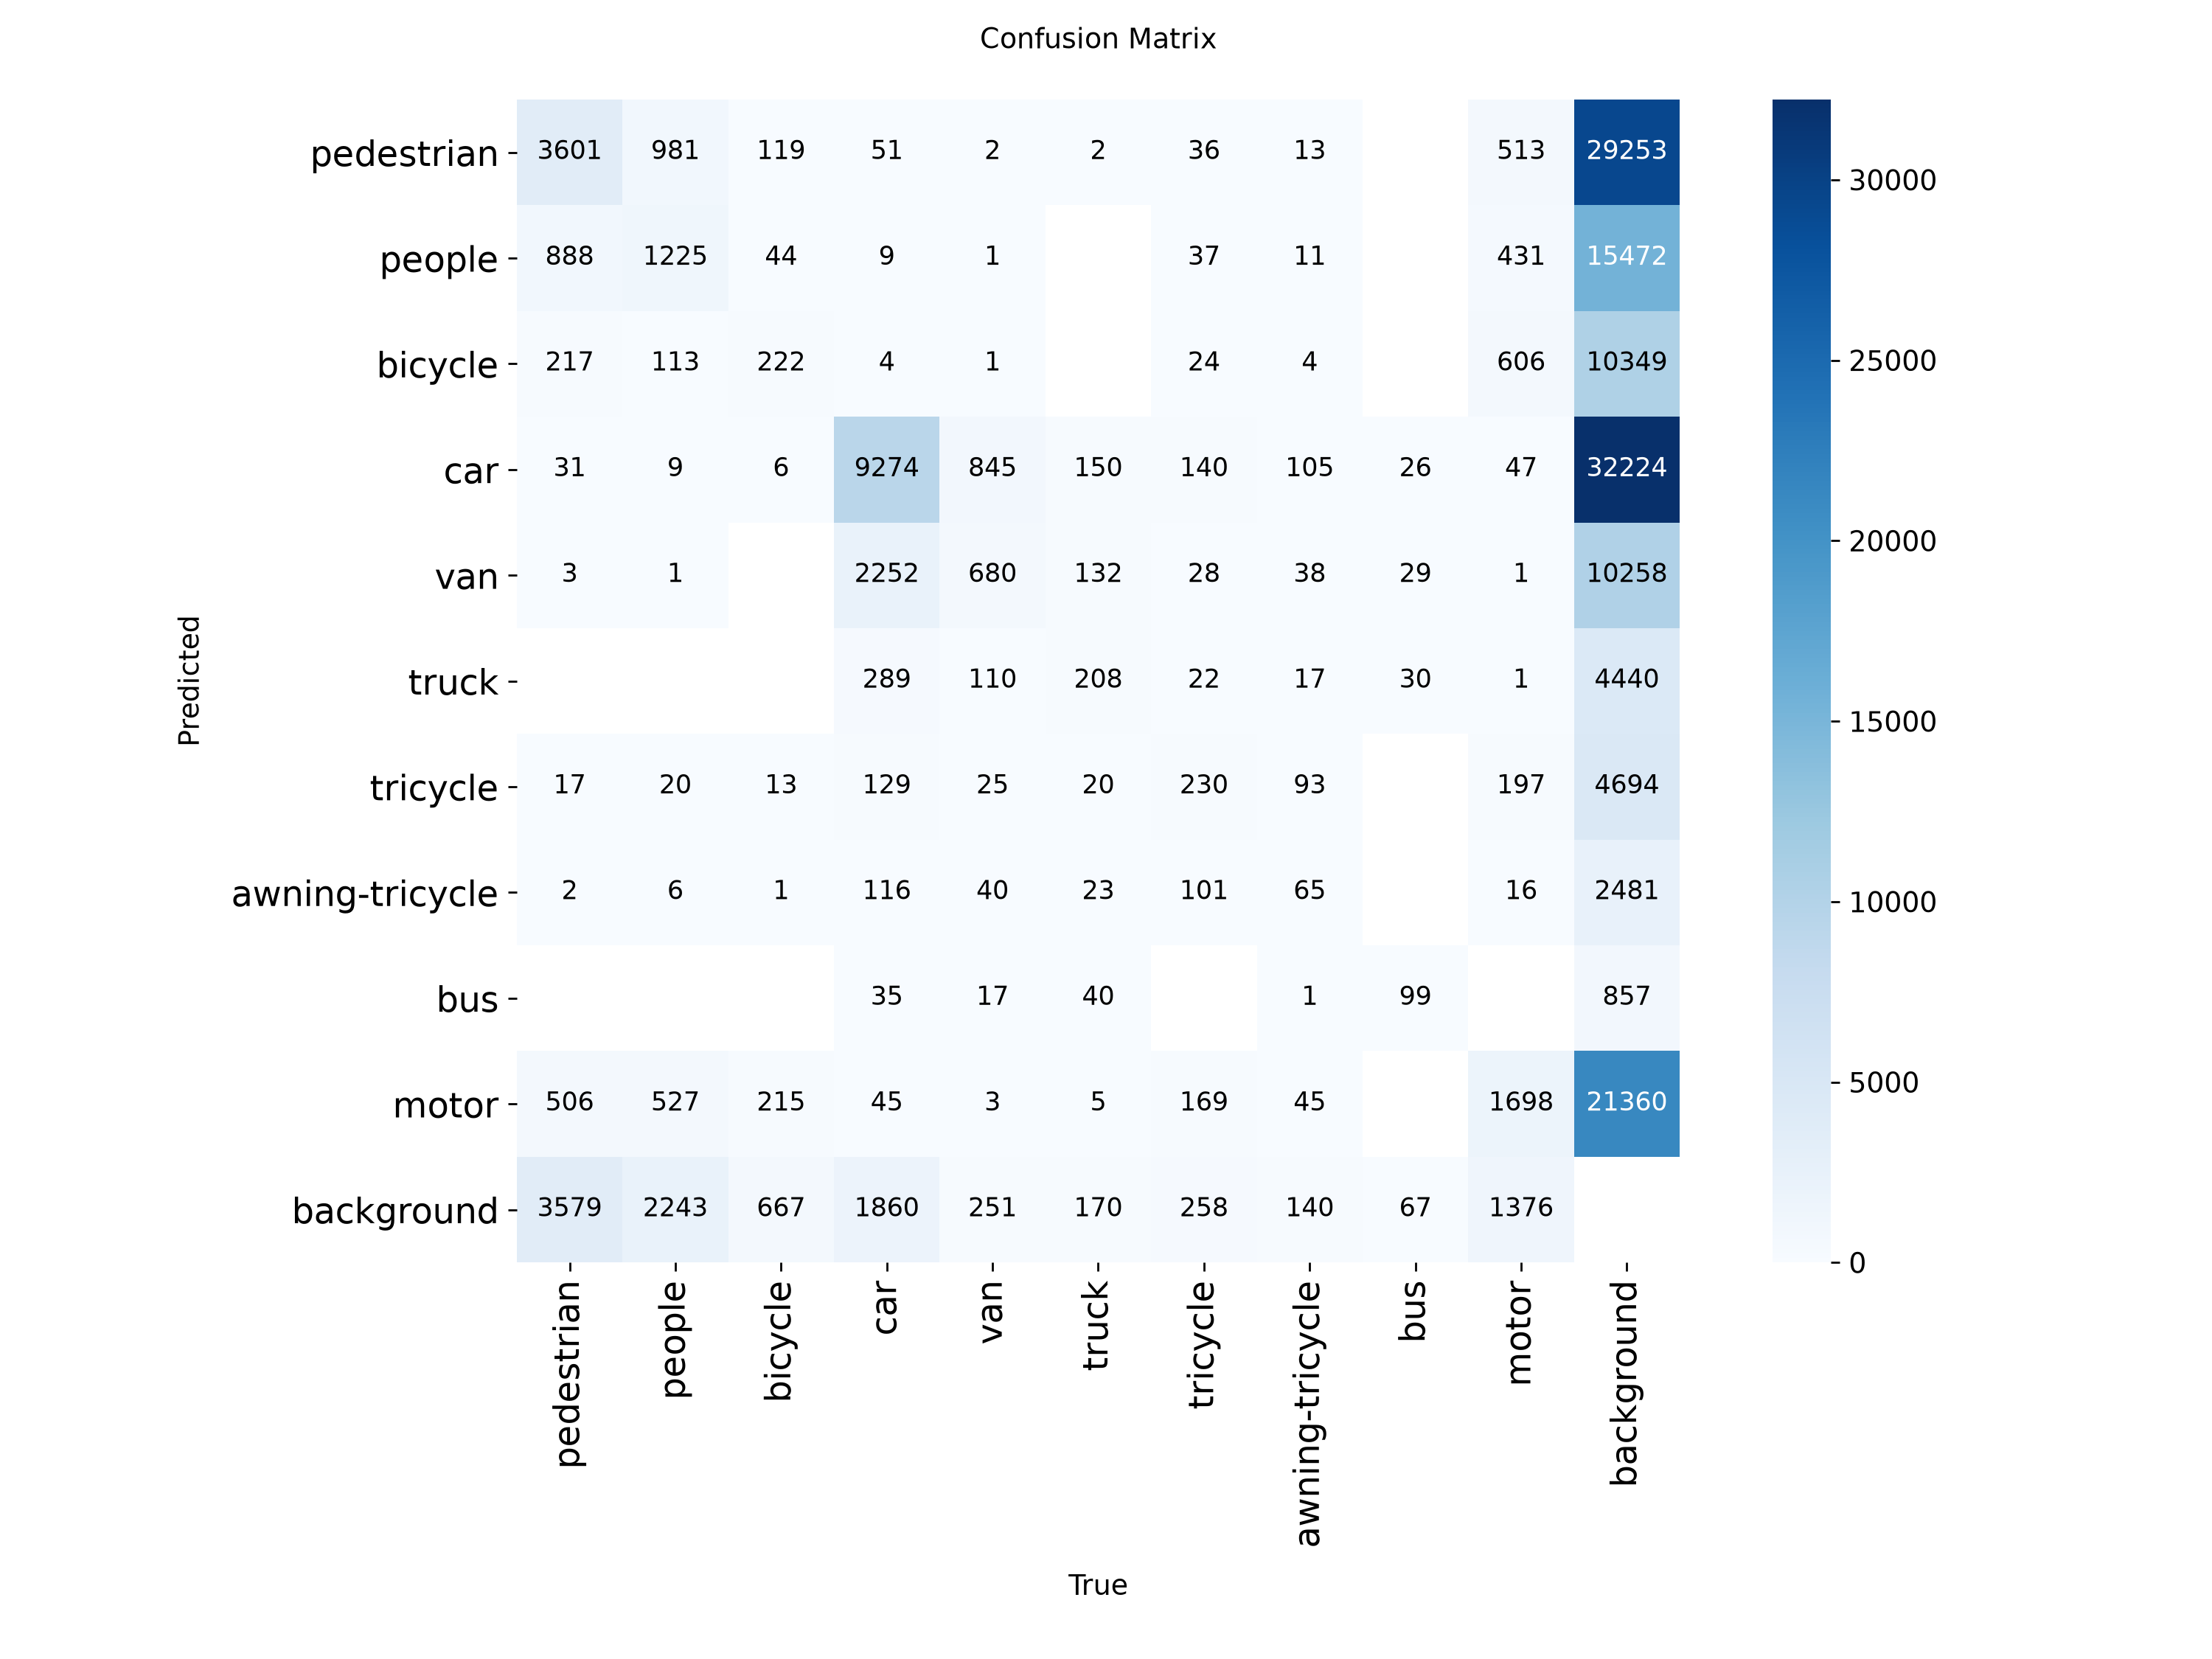 Confusion Matrix
pedestrian 3601 981 119 51 2 2 36 13 513 29253
people 888 1225 44 9 1 37 11 431 15472
bicycle 217 113 222 4 1 24 4 606 10349
car 31 9 6 9274 845 150 140 105 26 47 32224
van 3 1 2252 680 132 28 38 29 1 10258
truck 289 110 208 22 17 30 1 4440
tricycle 17 20 13 129 25 20 230 93 197 4694
awning-tricycle 2 6 1 116 40 23 101 65 16 2481
bus 35 17 40 1 99 857
motor 506 527 215 45 3 5 169 45 1698 21360
background 3579 2243 667 1860 251 170 258 140 67 1376
pedestrian people bicycle car van truck tricycle awning-tricycle bus motor background
True
Predicted
30000
25000
20000
15000
10000
5000
0